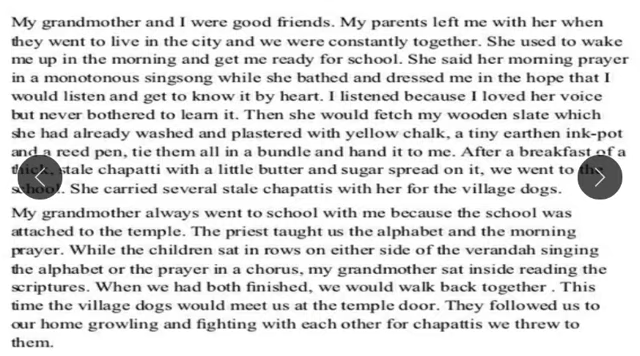 My grandmother and I were good friends. My parents left me with her when
they went to live in the city and we were constantly together. She used to wake
me up in the morning and get me ready for school. She said her morning prayer
in a monotonous singsong while she bathed and dressed me in the hope that I
would listen and get to know it by heart. I listened because I loved her voice
but never bothered to learn it. Then she would fetch my wooden slate which
she had already washed and plastered with yellow chalk, a tiny earthen ink-pot
and a reed pen, tie them all in a bundle and hand it to me. After a breakfast of a
thick, stale chapatti with a little butter and sugar spread on it, we went to the
school. She carried several stale chapattis with her for the village dogs.
My grandmother always went to school with me because the school was
attached to the temple. The priest taught us the alphabet and the morning
prayer. While the children sat in rows on either side of the verandah singing
the alphabet or the prayer in a chorus, my grandmother sat inside reading the
scriptures. When we had both finished, we would walk back together . This
time the village dogs would meet us at the temple door. They followed us to
our home growling and fighting with each other for chapattis we threw to
them.